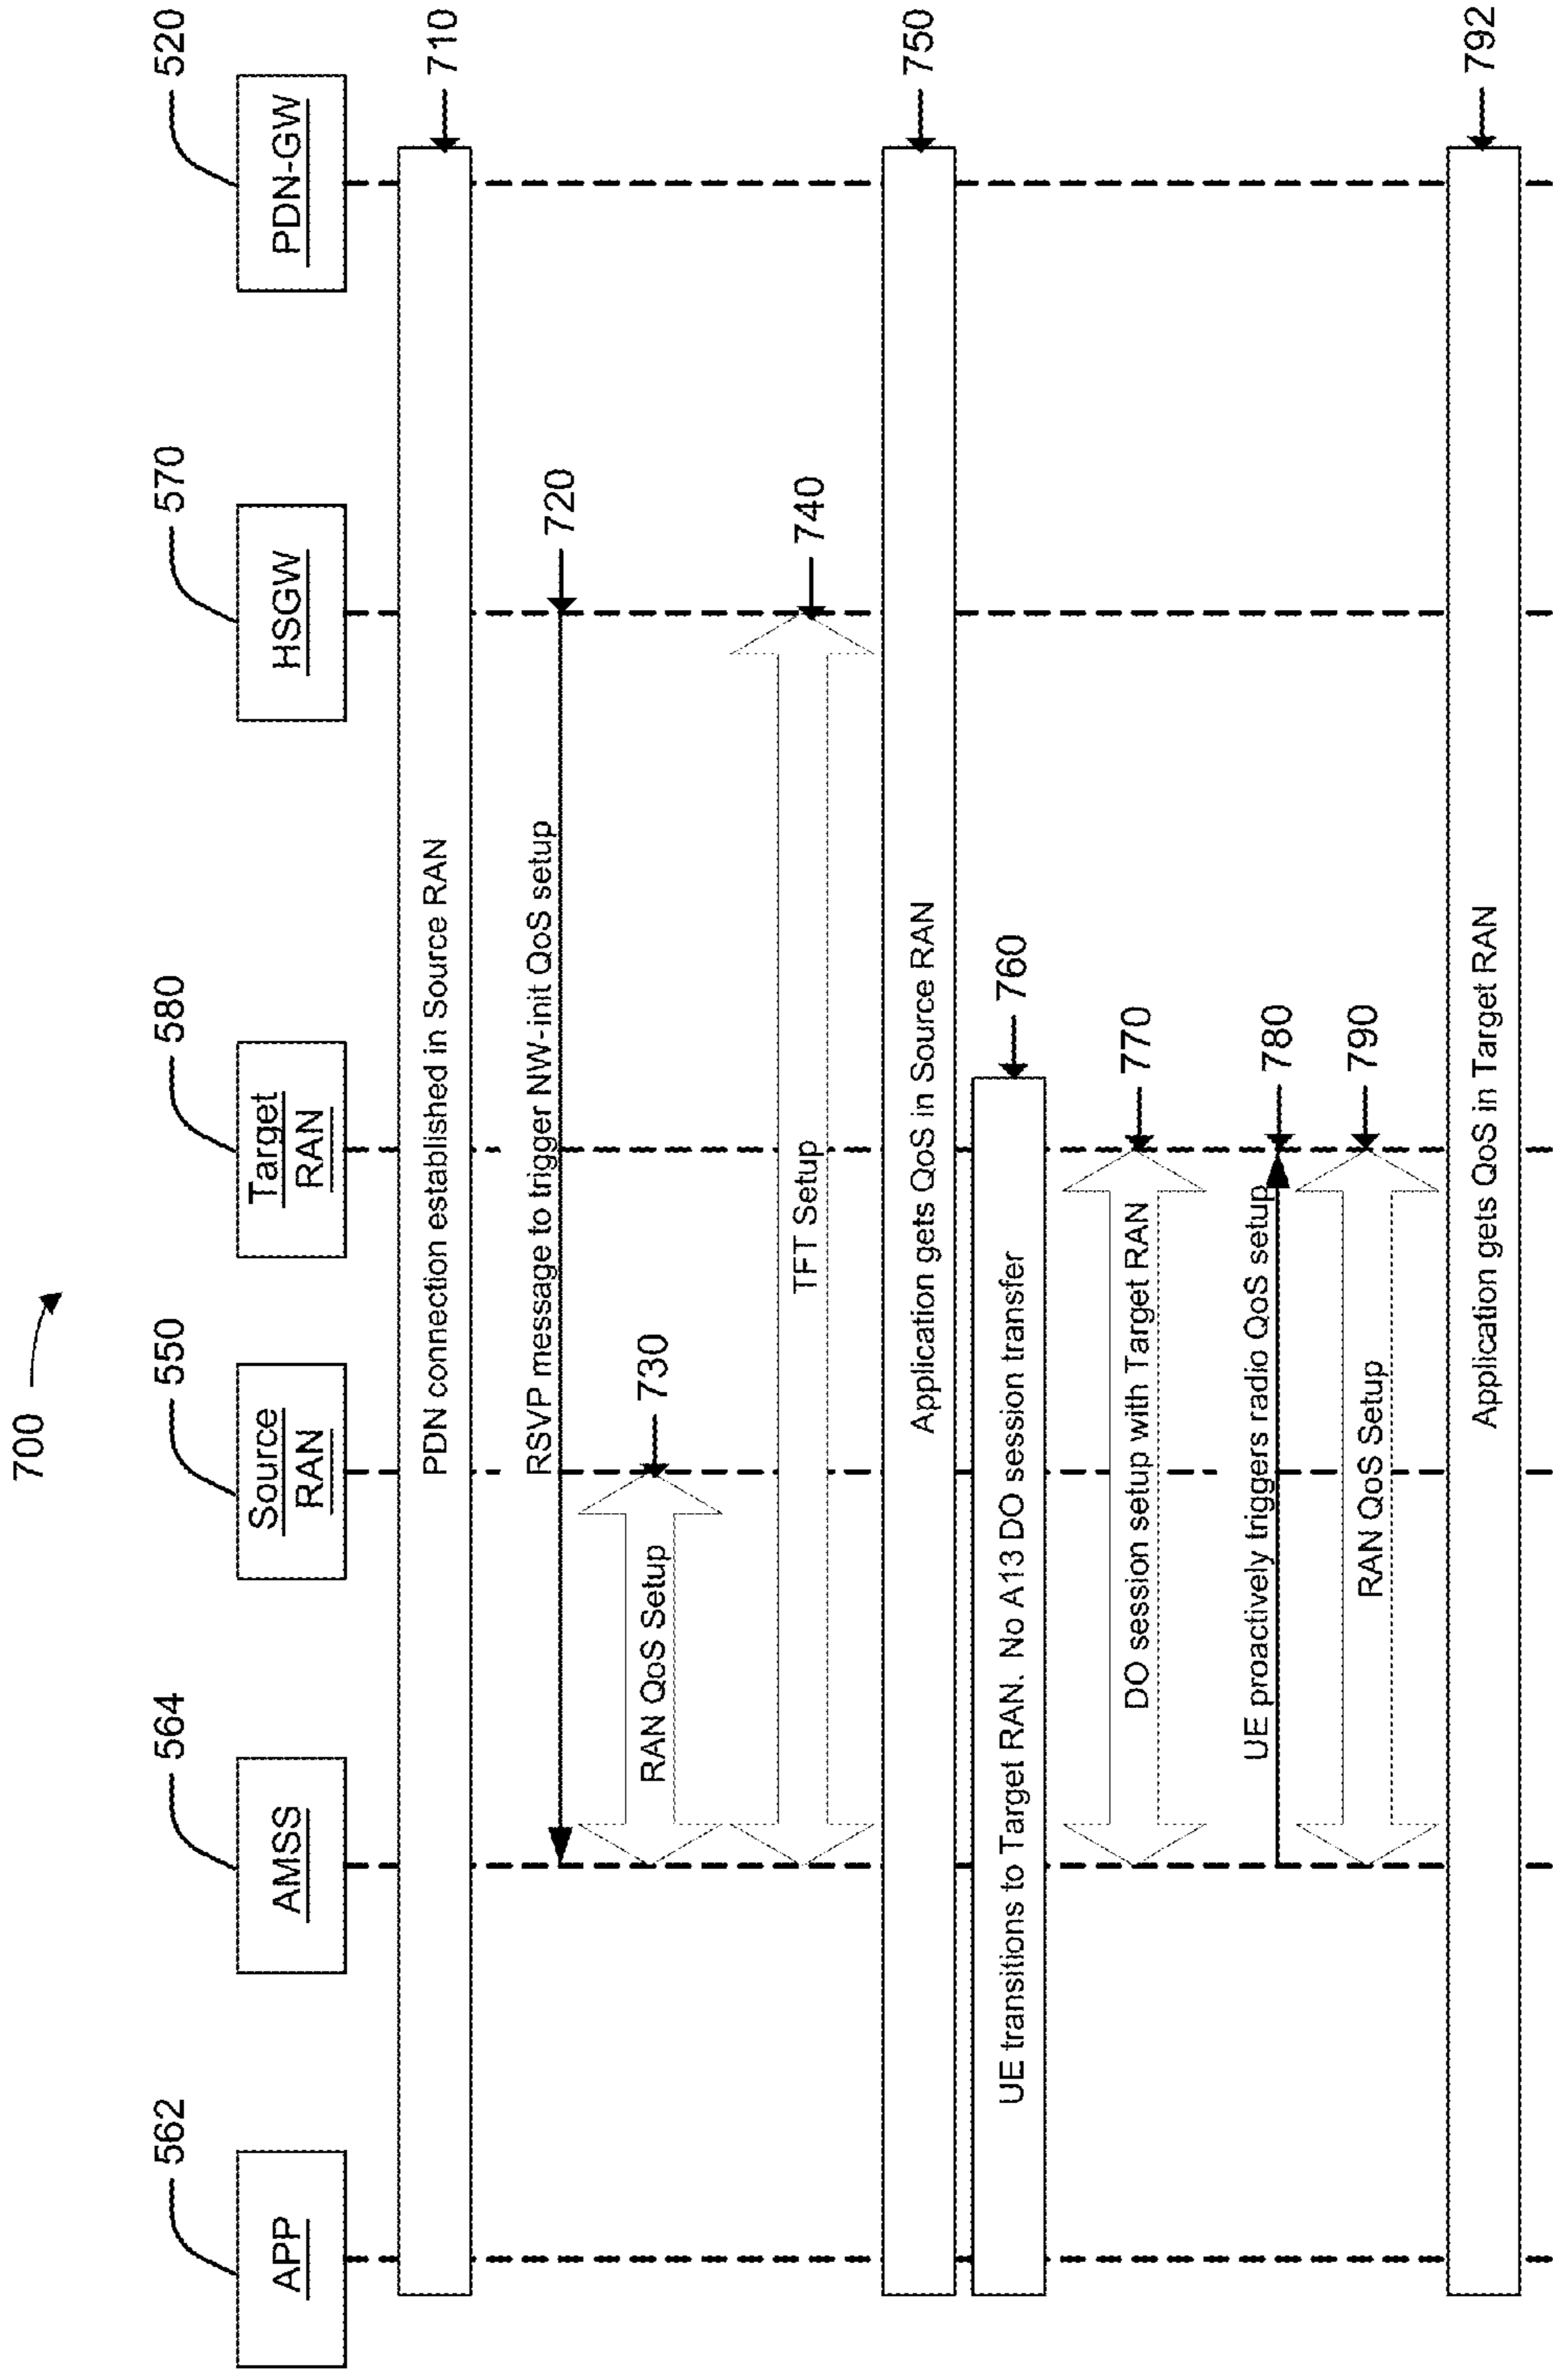 700
562
564
550
580
570
520
APP
AMSS
Source
RAN
Target
RAN
HSGW
PDN-GW
PDN connection established in Source RAN
710
RSVP message to trigger NW-init QoS setup
720
RAN QoS Setup
730
TFT Setup
740
Application gets QoS in Source RAN
750
UE transitions to Target RAN. No A13 DO session transfer
760
DO session setup with Target RAN
770
UE proactively triggers radio QoS setup
780
RAN QoS Setup
790
Application gets QoS in Target RAN
792